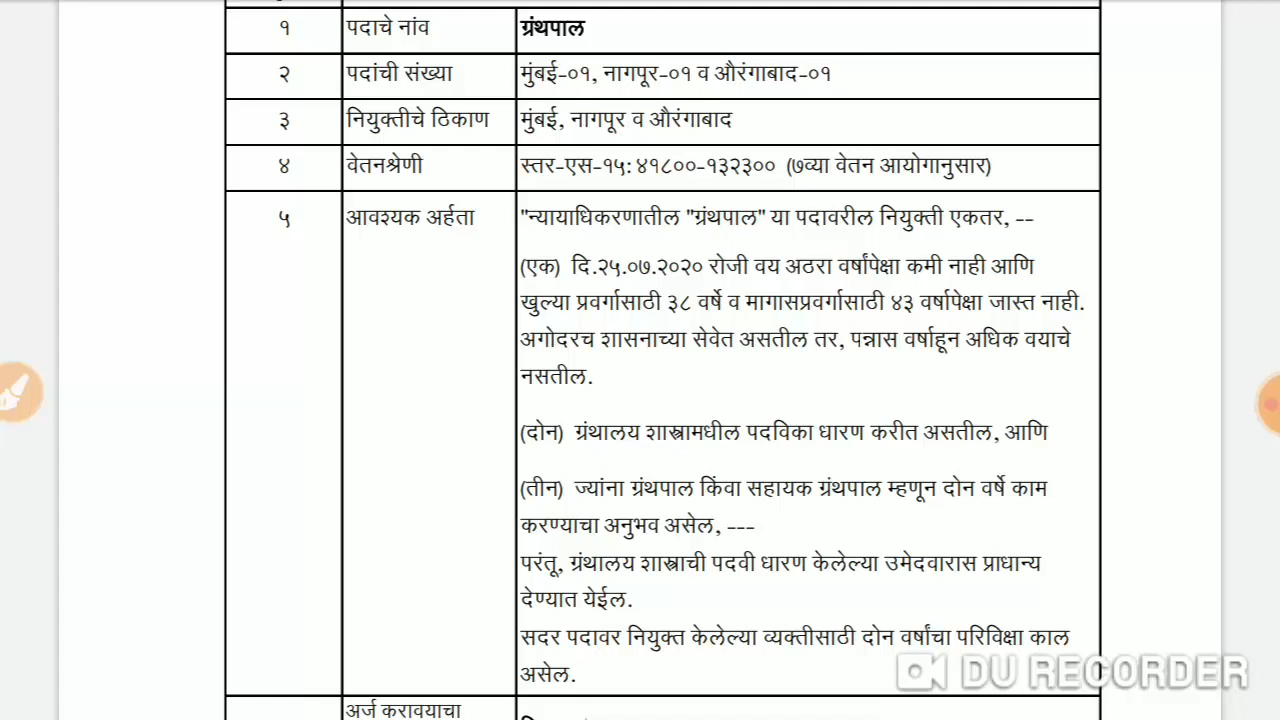 १ पदाचे नांव ग्रंथपाल
२ पदांची संख्या मुंबई-०१, नागपूर-०१ व औरंगाबाद-०१
३ नियुक्तीचे ठिकाण मुंबई, नागपूर व औरंगाबाद
४ वेतनश्रेणी स्तर-एस-१५: ४१८००-१३२३०० (७व्या वेतन आयोगानुसार)
५ आवश्यक अर्हता "न्यायाधिकरणातील "ग्रंथपाल" या पदावरील नियुक्ती एकतर, --
(एक) दि.२५.०७.२०२० रोजी वय अठरा वर्षांपेक्षा कमी नाही आणि
खुल्या प्रवर्गासाठी ३८ वर्षे व मागासप्रवर्गासाठी ४३ वर्षापेक्षा जास्त नाही.
अगोदरच शासनाच्या सेवेत असतील तर, पन्नास वर्षाहून अधिक वयाचे
नसतील.
(दोन) ग्रंथालय शास्त्रामधील पदविका धारण करीत असतील, आणि
(तीन) ज्यांना ग्रंथपाल किंवा सहायक ग्रंथपाल म्हणून दोन वर्षे काम
करण्याचा अनुभव असेल, ---
परंतू, ग्रंथालय शास्त्राची पदवी धारण केलेल्या उमेदवारास प्राधान्य
देण्यात येईल.
सदर पदावर नियुक्त केलेल्या व्यक्तीसाठी दोन वर्षांचा परिविक्षा काल
असेल.
DU RECORDER
अर्ज करावयाचा